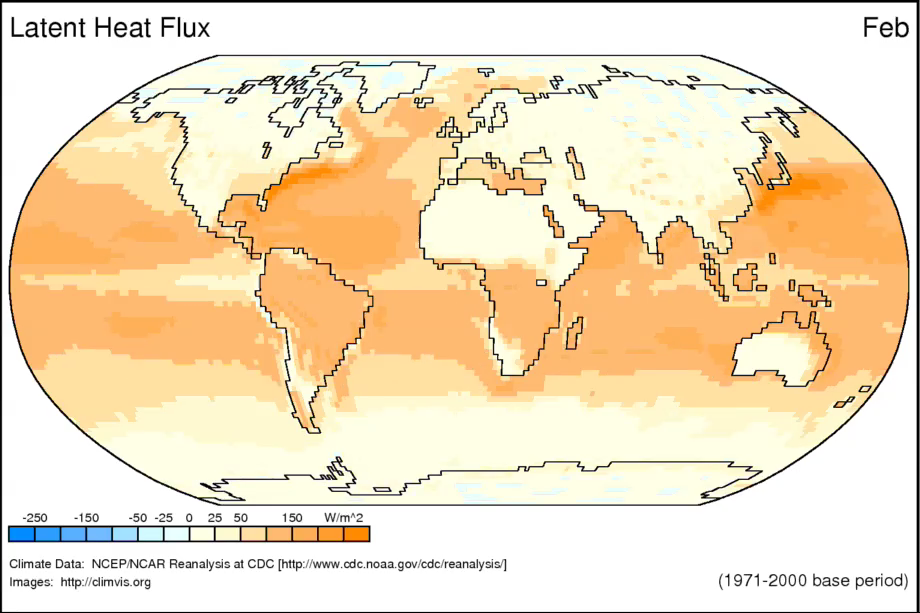 Latent Heat Flux Feb
-250 -150 -50 -25 0 25 50 150 W/m^2
Climate Data: NCEP/NCAR Reanalysis at CDC [http://www.cdc.noaa.gov/cdc/reanalysis/]
Images: http://climvis.org (1971-2000 base period)